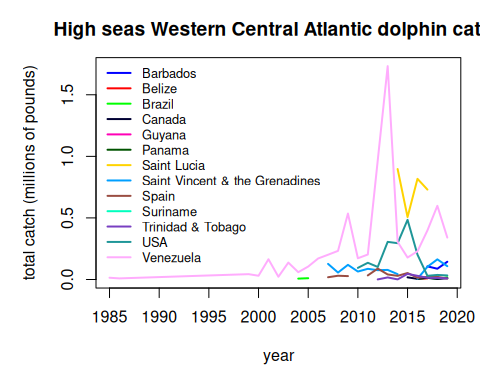 High seas Western Central Atlantic dolphin cat
total catch (millions of pounds)
1.5
1.0
0.5
0.0
Barbados
Belize
Brazil
Canada
Guyana
Panama
Saint Lucia
Saint Vincent & the Grenadines
Spain
Suriname
Trinidad & Tobago
USA
Venezuela
1985 1990 1995 2000 2005 2010 2015 2020
year